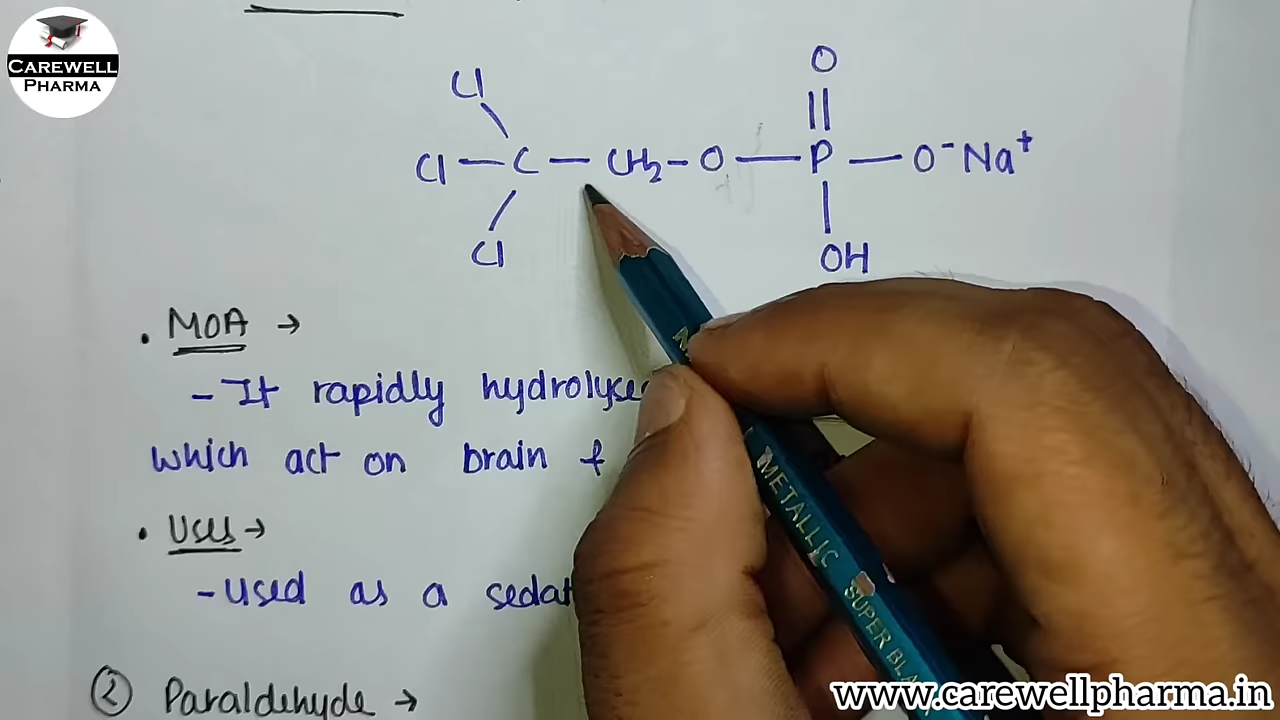 CAREWELL
PHARMA
O
Cl
||
Cl — C — CH₂ – O — P — O⁻ Na⁺
Cl
OH
. MOA →
- It rapidly hydrolyse
which act on brain &
. Uses →
- Used as a sedat
② Paraldehyde →
METALLIC SUPER BLA
www.carewellpharma.in